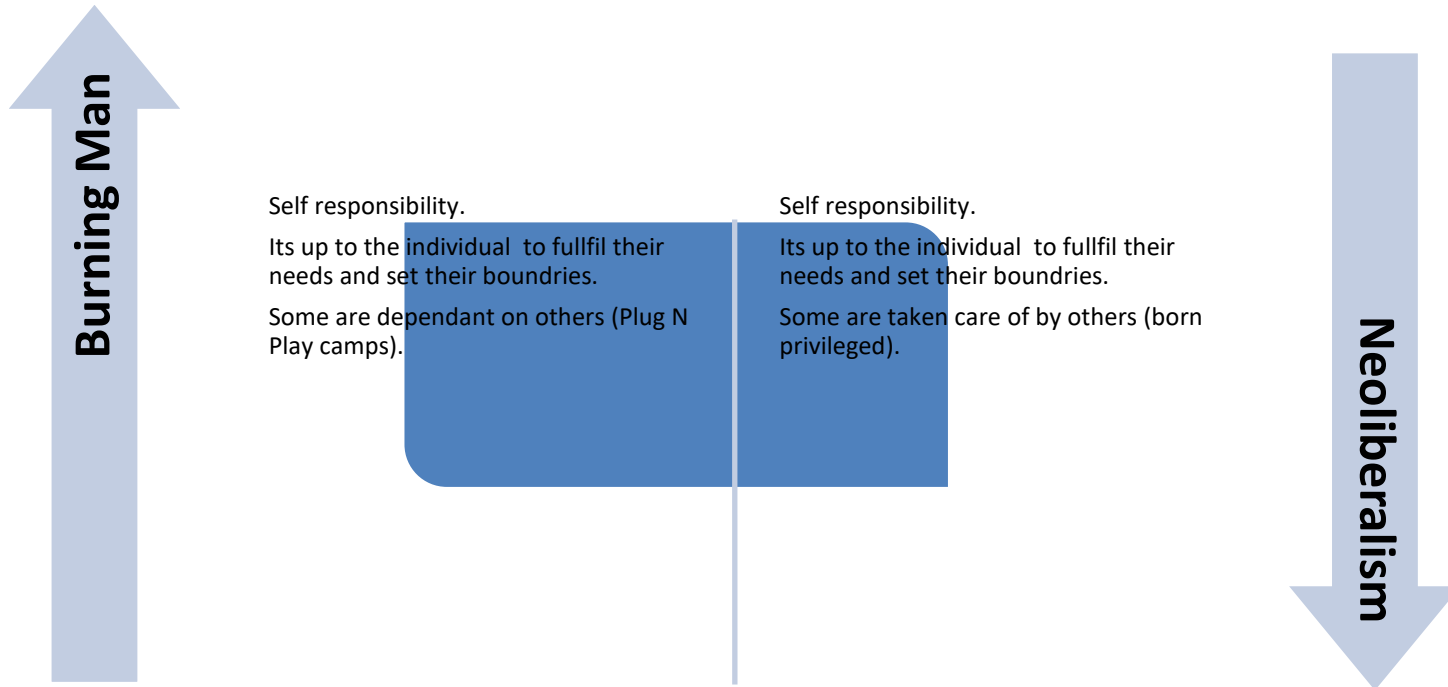 Burning Man
Self responsibility.
Its up to the individual  to fullfil their
needs and set their boundries.
Some are dependant on others (Plug N
Play camps).
Self responsibility.
Its up to the individual  to fullfil their
needs and set their boundries.
Some are taken care of by others (born
privileged).
Neoliberalism